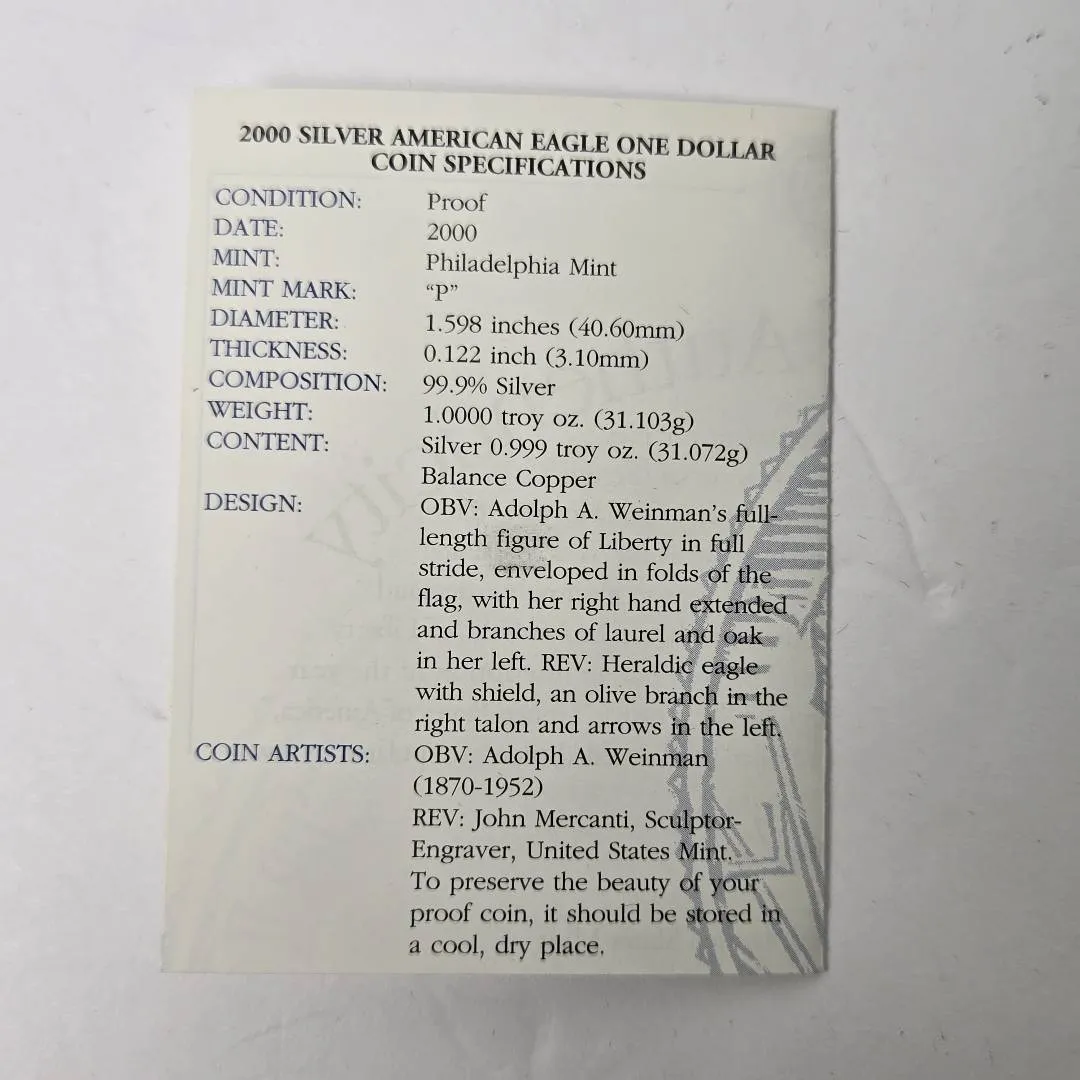 2000 SILVER AMERICAN EAGLE ONE DOLLAR
COIN SPECIFICATIONS
CONDITION: Proof
DATE: 2000
MINT: Philadelphia Mint
MINT MARK: “P”
DIAMETER: 1.598 inches (40.60mm)
THICKNESS: 0.122 inch (3.10mm)
COMPOSITION: 99.9% Silver
WEIGHT: 1.0000 troy oz. (31.103g)
CONTENT: Silver 0.999 troy oz. (31.072g)
Balance Copper
DESIGN: OBV: Adolph A. Weinman’s full-
length figure of Liberty in full
stride, enveloped in folds of the
flag, with her right hand extended
and branches of laurel and oak
in her left. REV: Heraldic eagle
with shield, an olive branch in the
right talon and arrows in the left.
COIN ARTISTS: OBV: Adolph A. Weinman
(1870-1952)
REV: John Mercanti, Sculptor-
Engraver, United States Mint.
To preserve the beauty of your
proof coin, it should be stored in
a cool, dry place.